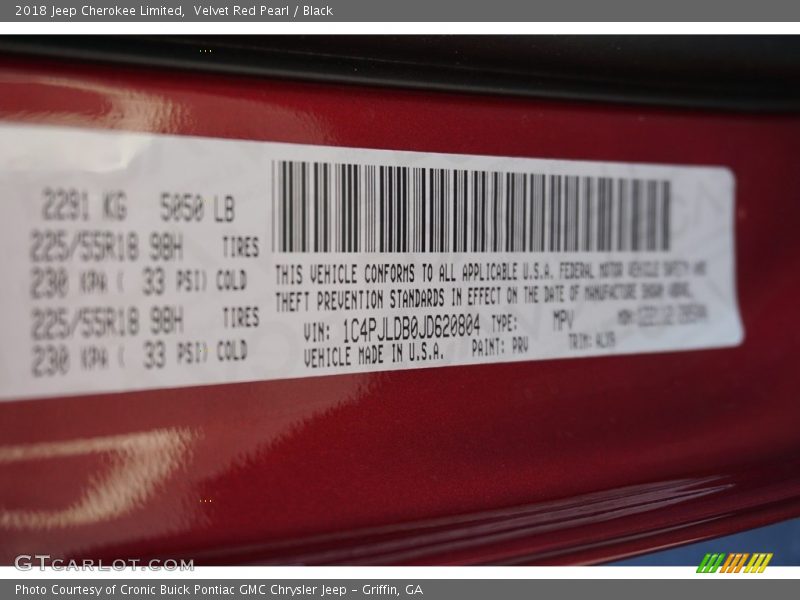 2018 Jeep Cherokee Limited,  Velvet Red Pearl / Black
2291 KG 5050 LB
225/55R18 98H TIRES
230 KPA ( 33 PSI) COLD
225/55R18 98H TIRES
230 KPA ( 33 PSI) COLD
THIS VEHICLE CONFORMS TO ALL APPLICABLE U.S.A. FEDERAL MOTOR VEHICLE SAFETY AND
THEFT PREVENTION STANDARDS IN EFFECT ON THE DATE OF MANUFACTURE SHOWN ABOVE.
VIN: 1C4PJLDB0JD620804 TYPE: MPV
VEHICLE MADE IN U.S.A. PAINT: PRV TRIM:
GTCARLOT.COM
Photo Courtesy of Cronic Buick Pontiac GMC Chrysler Jeep - Griffin, GA